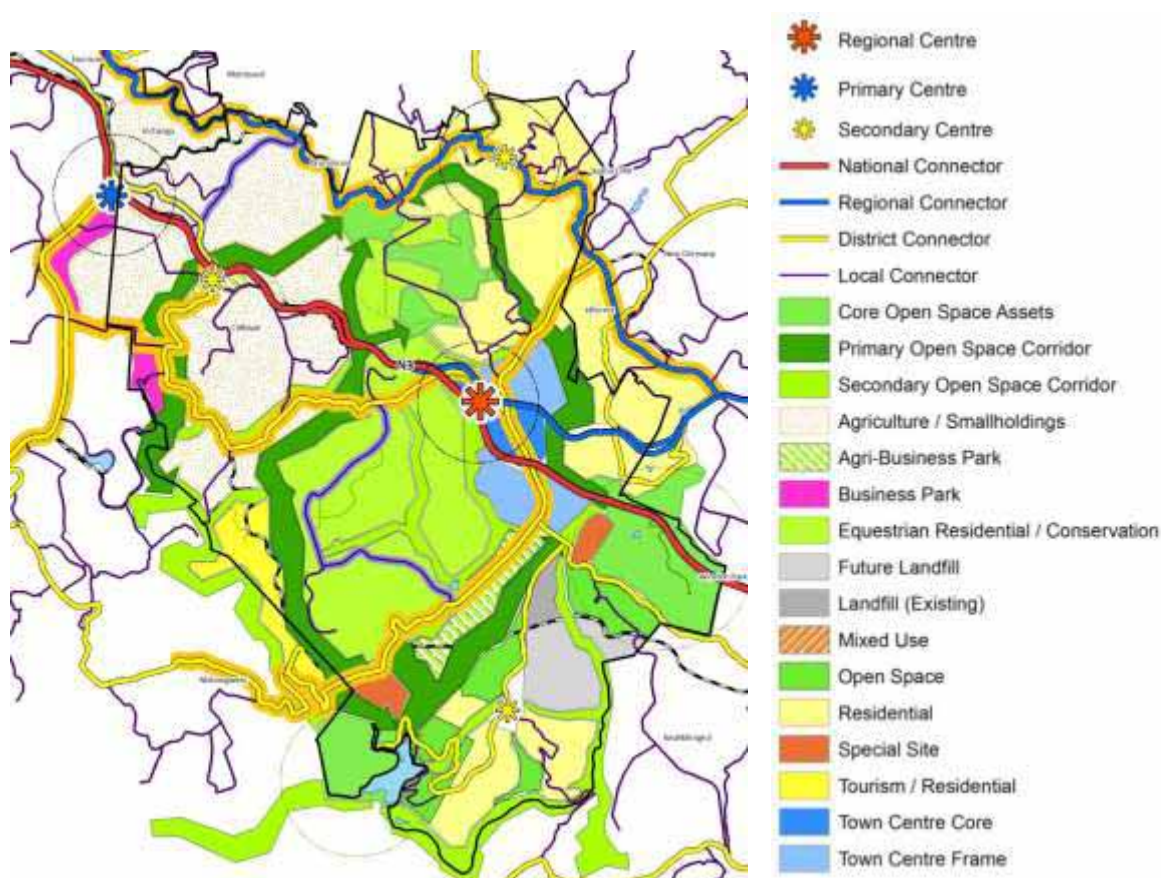 Regional Centre
Primary Centre
Secondary Centre
National Connector
Regional Connector
District Connector
Local Connector
Core Open Space Assets
Primary Open Space Corridor
Secondary Open Space Corridor
Agriculture / Smallholdings
Agri-Business Park
Business Park
Equestrian Residential / Conservation
Future Landfill
Landfill (Existing)
Mixed Use
Open Space
Residential
Special Site
Tourism / Residential
Town Centre Core
Town Centre Frame
N3